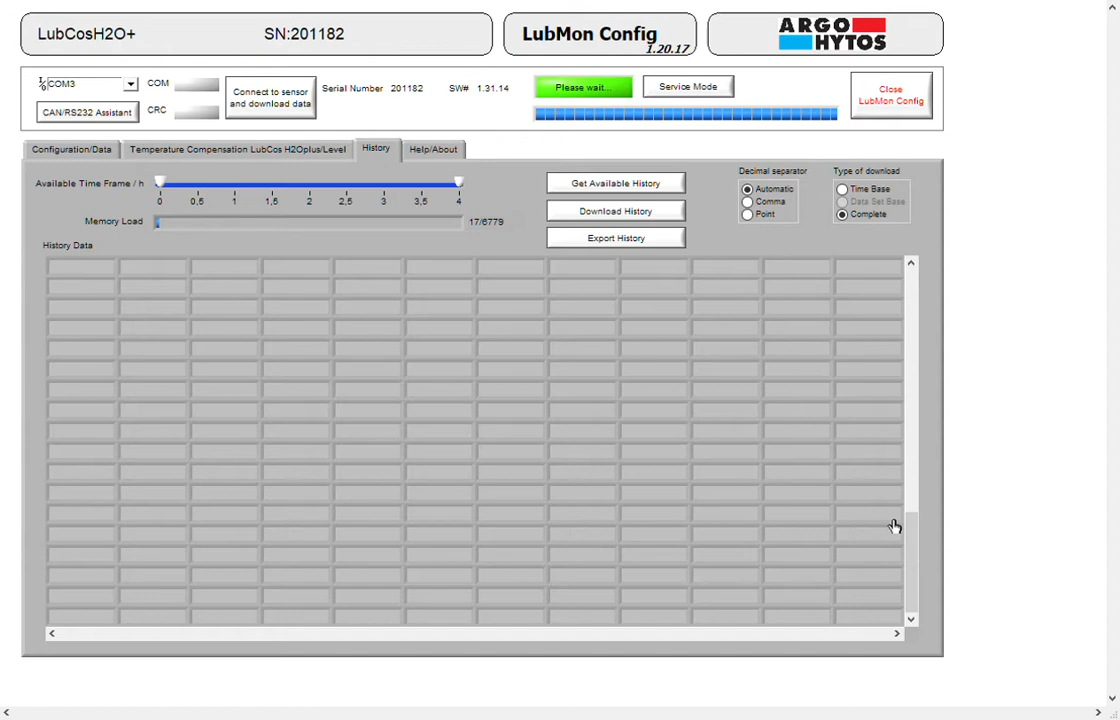 LubCosH2O+ SN:201182 LubMon Config ARGO
1.20.17 HYTOS
COM3 COM Connect to sensor and download data Serial Number 201182 SW# 1.31.14 Please wait... Service Mode Close LubMon Config
CAN/RS232 Assistant CRC
Configuration/Data Temperature Compensation LubCos H2Oplus/Level History Help/About
Available Time Frame / h Get Available History Decimal separator Type of download
0 0,5 1 1,5 2 2,5 3 3,5 4 Automatic Time Base
Download History Comma Data Set Base
Memory Load 17/6779 Point Complete
Export History
History Data